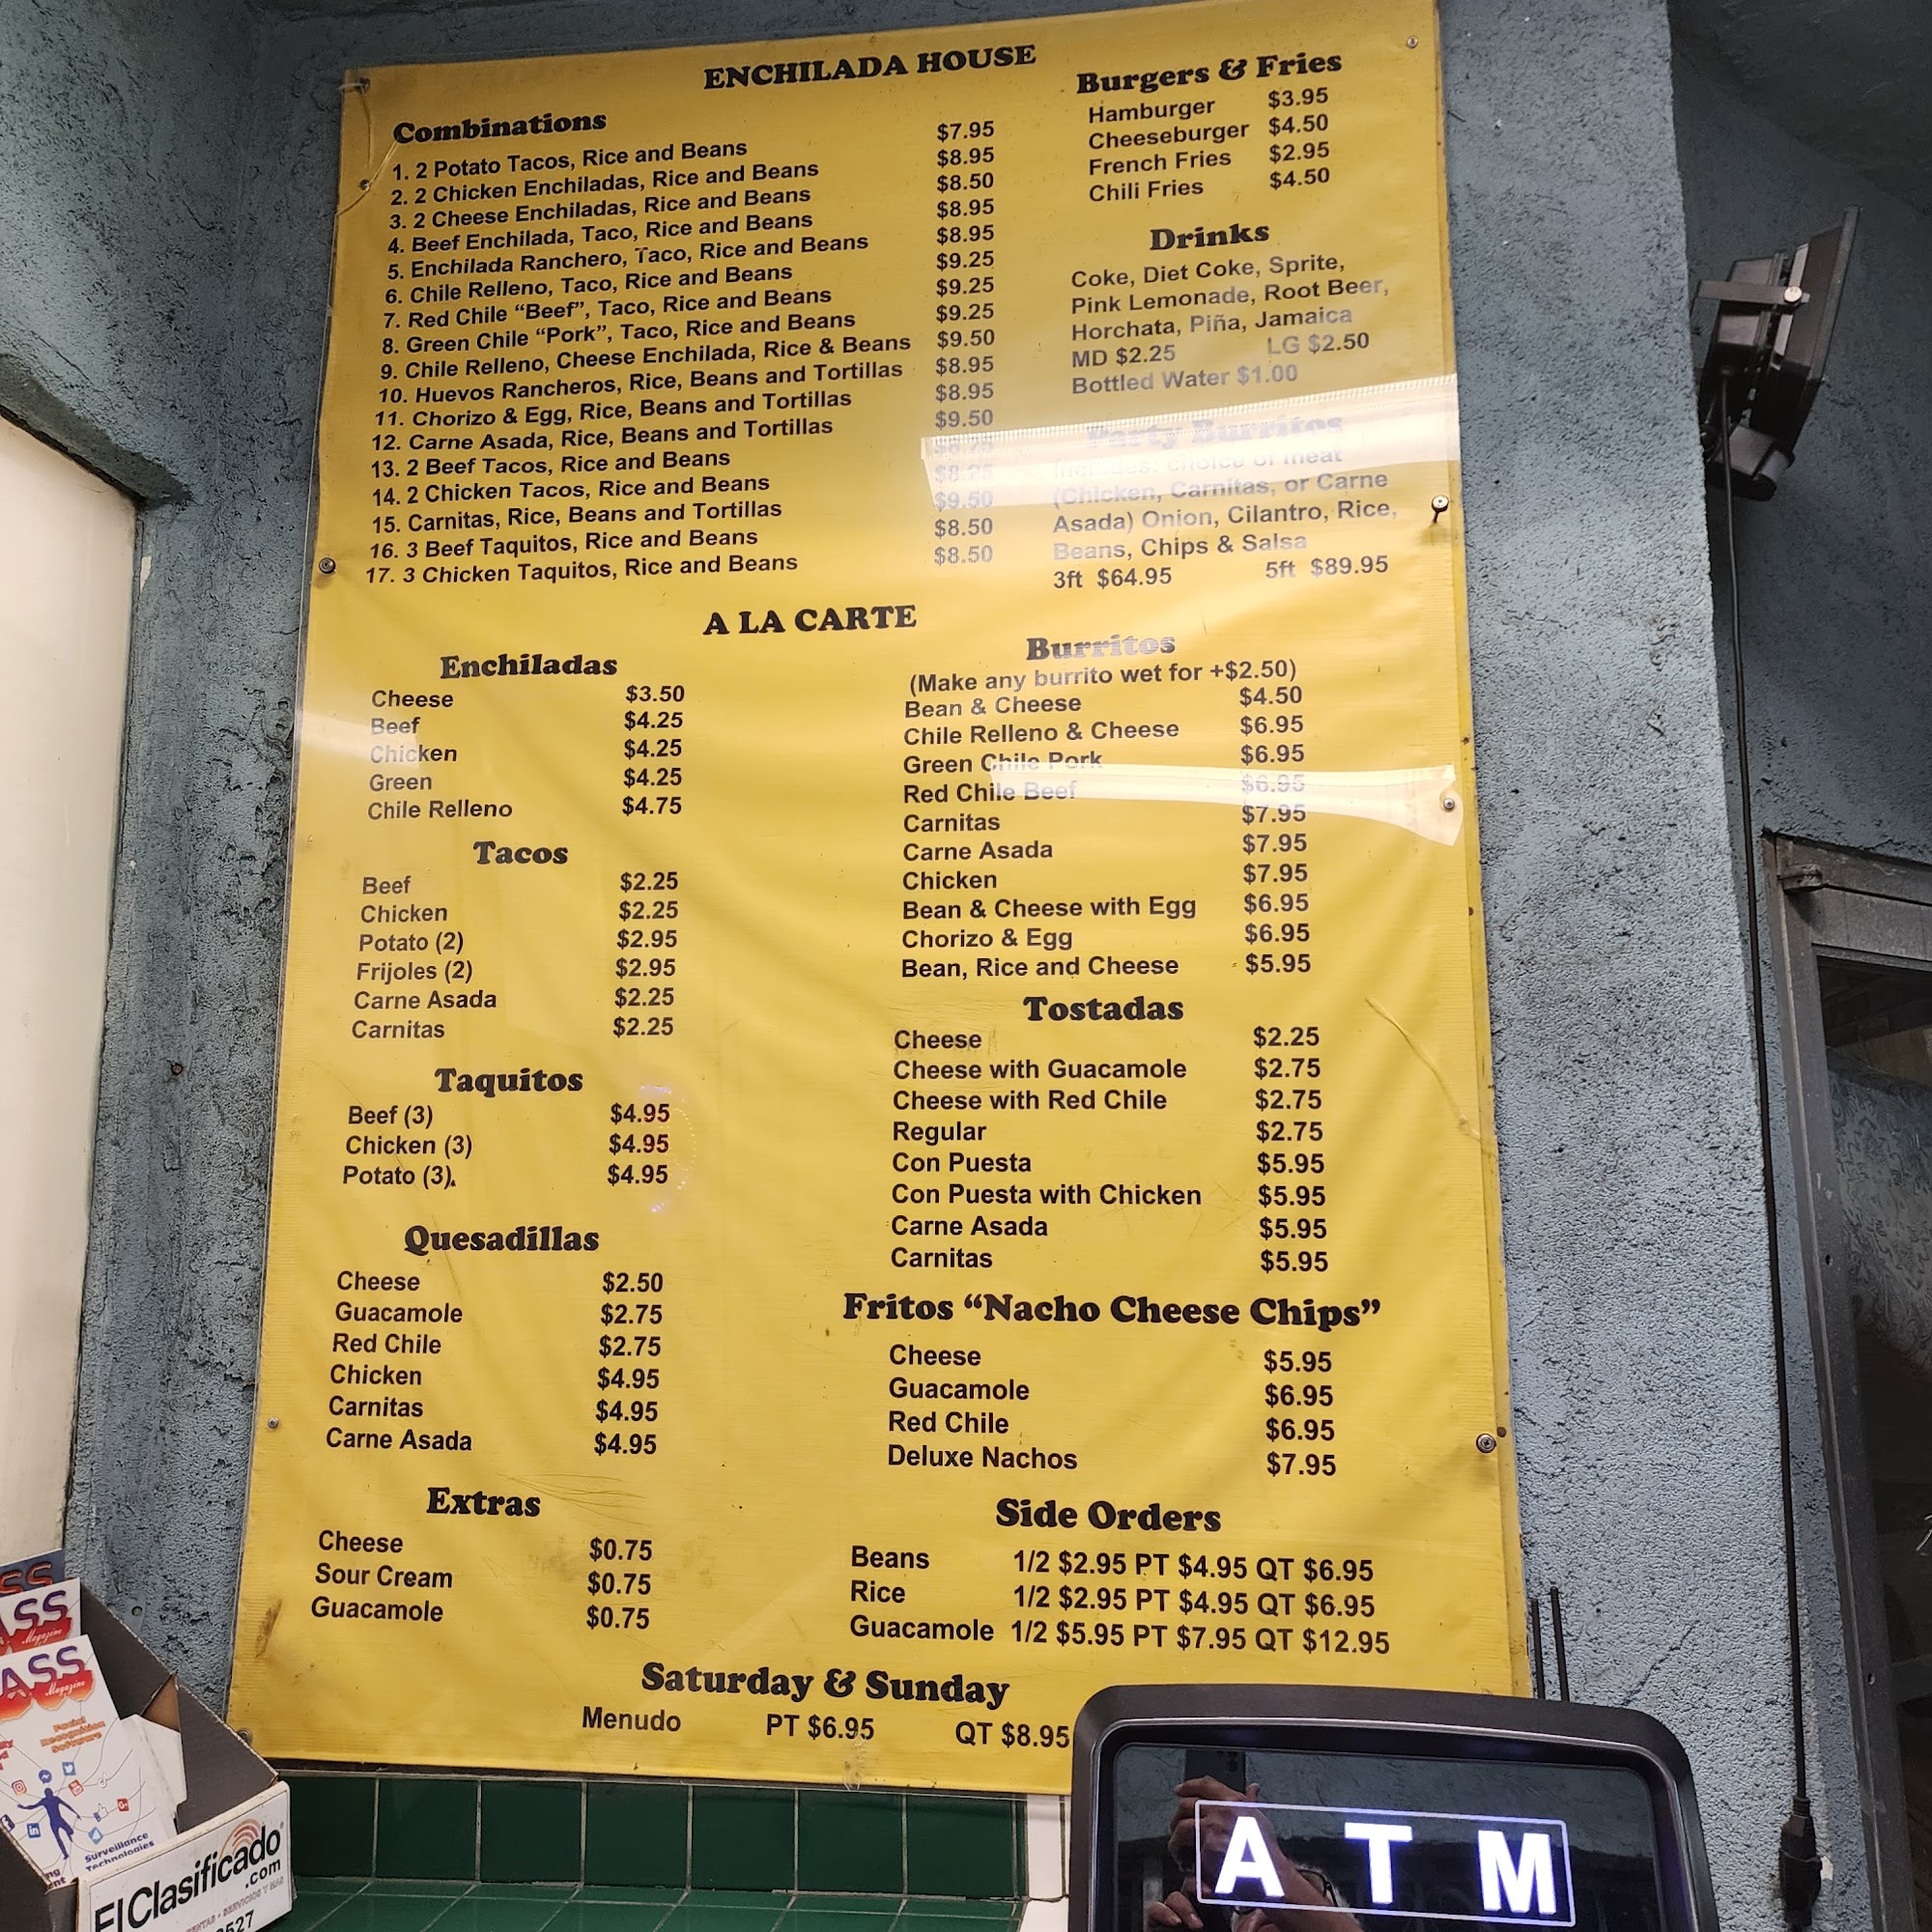 ENCHILADA HOUSE
Combinations
1. 2 Potato Tacos, Rice and Beans $7.95
2. 2 Chicken Enchiladas, Rice and Beans $8.95
3. 2 Cheese Enchiladas, Rice and Beans $8.50
4. Beef Enchilada, Taco, Rice and Beans $8.95
5. Enchilada Ranchero, Taco, Rice and Beans $8.95
6. Chile Relleno, Taco, Rice and Beans $9.25
7. Red Chile “Beef”, Taco, Rice and Beans $9.25
8. Green Chile “Pork”, Taco, Rice and Beans $9.25
9. Chile Relleno, Cheese Enchilada, Rice & Beans $9.50
10. Huevos Rancheros, Rice, Beans and Tortillas $8.95
11. Chorizo & Egg, Rice, Beans and Tortillas $8.95
12. Carne Asada, Rice, Beans and Tortillas $9.50
13. 2 Beef Tacos, Rice and Beans
14. 2 Chicken Tacos, Rice and Beans $8.25
15. Carnitas, Rice, Beans and Tortillas $9.50
16. 3 Beef Taquitos, Rice and Beans $8.50
17. 3 Chicken Taquitos, Rice and Beans $8.50
Burgers & Fries
Hamburger $3.95
Cheeseburger $4.50
French Fries $2.95
Chili Fries $4.50
Drinks
Coke, Diet Coke, Sprite,
Pink Lemonade, Root Beer,
Horchata, Piña, Jamaica
MD $2.25 LG $2.50
Bottled Water $1.00
Party Burritos
Includes: choice of meat
(Chicken, Carnitas, or Carne
Asada) Onion, Cilantro, Rice,
Beans, Chips & Salsa
3ft $64.95 5ft $89.95
A LA CARTE
Enchiladas
Cheese $3.50
Beef $4.25
Chicken $4.25
Green $4.25
Chile Relleno $4.75
Tacos
Beef $2.25
Chicken $2.25
Potato (2) $2.95
Frijoles (2) $2.95
Carne Asada $2.25
Carnitas $2.25
Taquitos
Beef (3) $4.95
Chicken (3) $4.95
Potato (3) $4.95
Quesadillas
Cheese $2.50
Guacamole $2.75
Red Chile $2.75
Chicken $4.95
Carnitas $4.95
Carne Asada $4.95
Extras
Cheese $0.75
Sour Cream $0.75
Guacamole $0.75
Burritos
(Make any burrito wet for +$2.50)
Bean & Cheese $4.50
Chile Relleno & Cheese $6.95
Green Chile Pork $6.95
Red Chile Beef $6.95
Carnitas $7.95
Carne Asada $7.95
Chicken $7.95
Bean & Cheese with Egg $6.95
Chorizo & Egg $6.95
Bean, Rice and Cheese $5.95
Tostadas
Cheese $2.25
Cheese with Guacamole $2.75
Cheese with Red Chile $2.75
Regular $2.75
Con Puesta $5.95
Con Puesta with Chicken $5.95
Carne Asada $5.95
Carnitas $5.95
Fritos “Nacho Cheese Chips”
Cheese $5.95
Guacamole $6.95
Red Chile $6.95
Deluxe Nachos $7.95
Side Orders
Beans 1/2 $2.95 PT $4.95 QT $6.95
Rice 1/2 $2.95 PT $4.95 QT $6.95
Guacamole 1/2 $5.95 PT $7.95 QT $12.95
Saturday & Sunday
Menudo PT $6.95 QT $8.95
ATM
Magazine
Magazine
Facial
Recognition
Software
Surveillance
Technologies
El Clasificado
.com